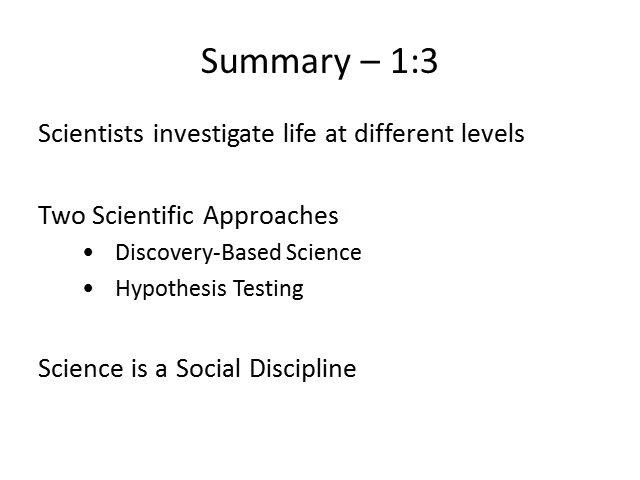 Summary – 1:3
Scientists investigate life at different levels
Two Scientific Approaches
• Discovery-Based Science
• Hypothesis Testing
Science is a Social Discipline